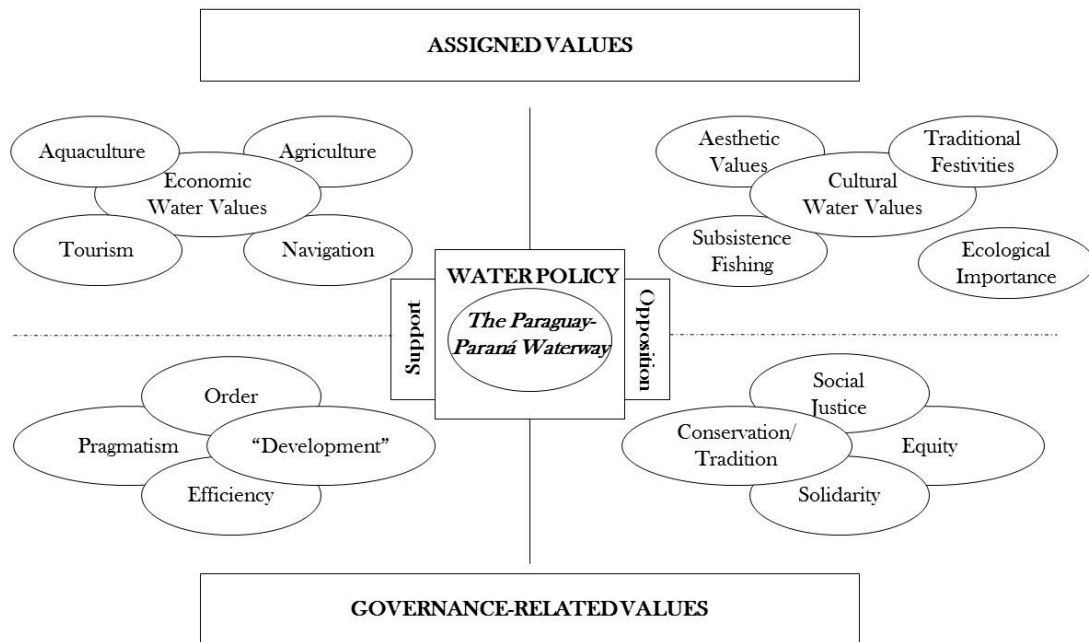 ASSIGNED VALUES
Aquaculture
Agriculture
Economic
Water Values
Tourism
Navigation
Aesthetic
Values
Traditional
Festivities
Cultural
Water Values
Subsistence
Fishing
Ecological
Importance
WATER POLICY
The Paraguay-
Paraná Waterway
Support
Opposition
Order
Pragmatism
“Development”
Efficiency
Social
Justice
Conservation/
Tradition
Equity
Solidarity
GOVERNANCE-RELATED VALUES